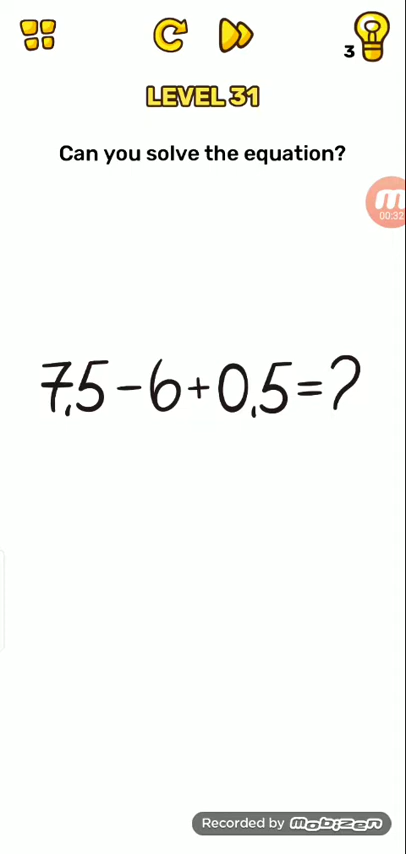 3
LEVEL 31
Can you solve the equation?
00:32
7,5-6+0,5=?
Recorded by Mobizen